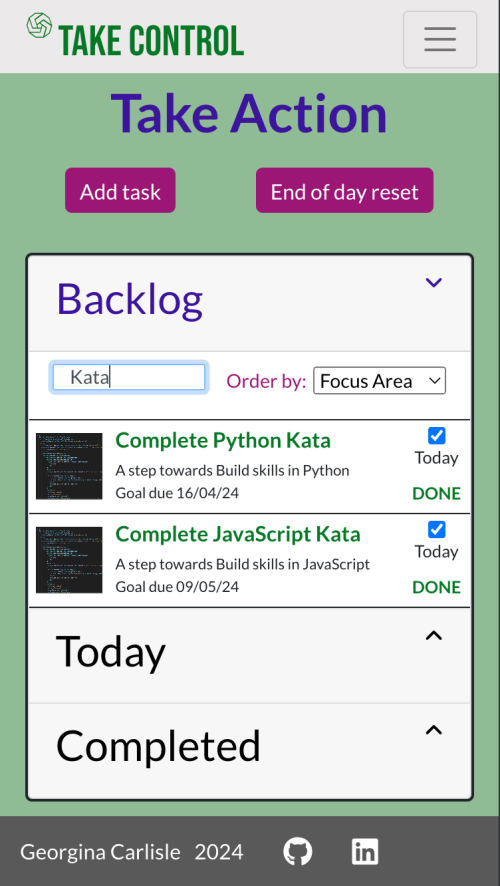 TAKE CONTROL
Take Action
Add task
End of day reset
Backlog
Kata
Order by: Focus Area
Complete Python Kata
A step towards Build skills in Python
Goal due 16/04/24
Today
DONE
Complete JavaScript Kata
A step towards Build skills in JavaScript
Goal due 09/05/24
Today
DONE
Today
Completed
Georgina Carlisle 2024